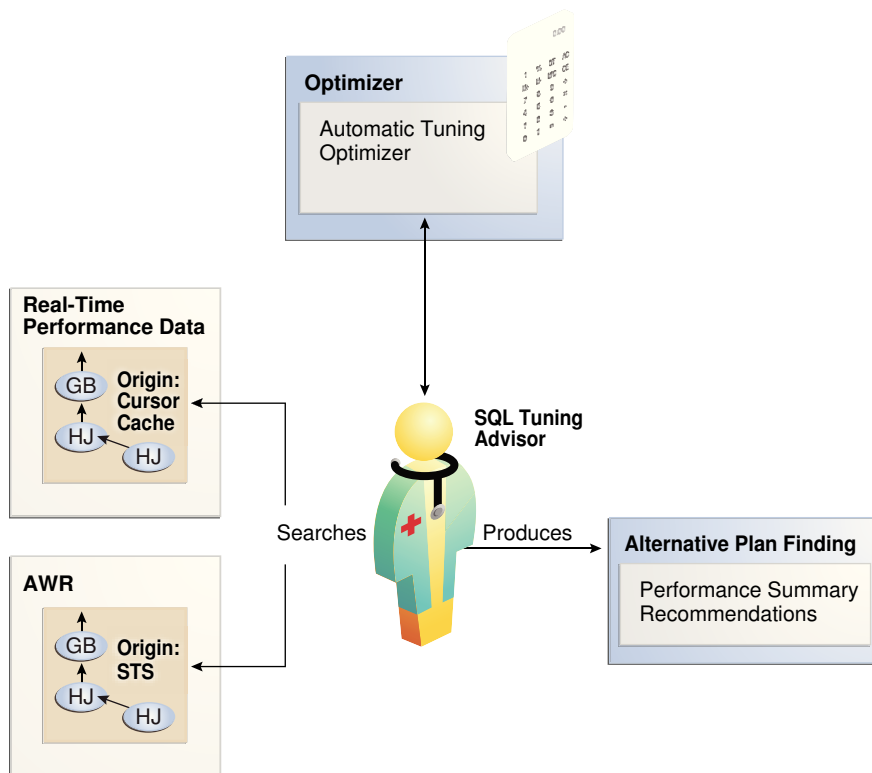 Optimizer
Automatic Tuning
Optimizer
Real-Time
Performance Data
Origin:
Cursor
Cache
GB
HJ
HJ
SQL Tuning
Advisor
Searches
Produces
Alternative Plan Finding
Performance Summary
Recommendations
AWR
Origin:
STS
GB
HJ
HJ